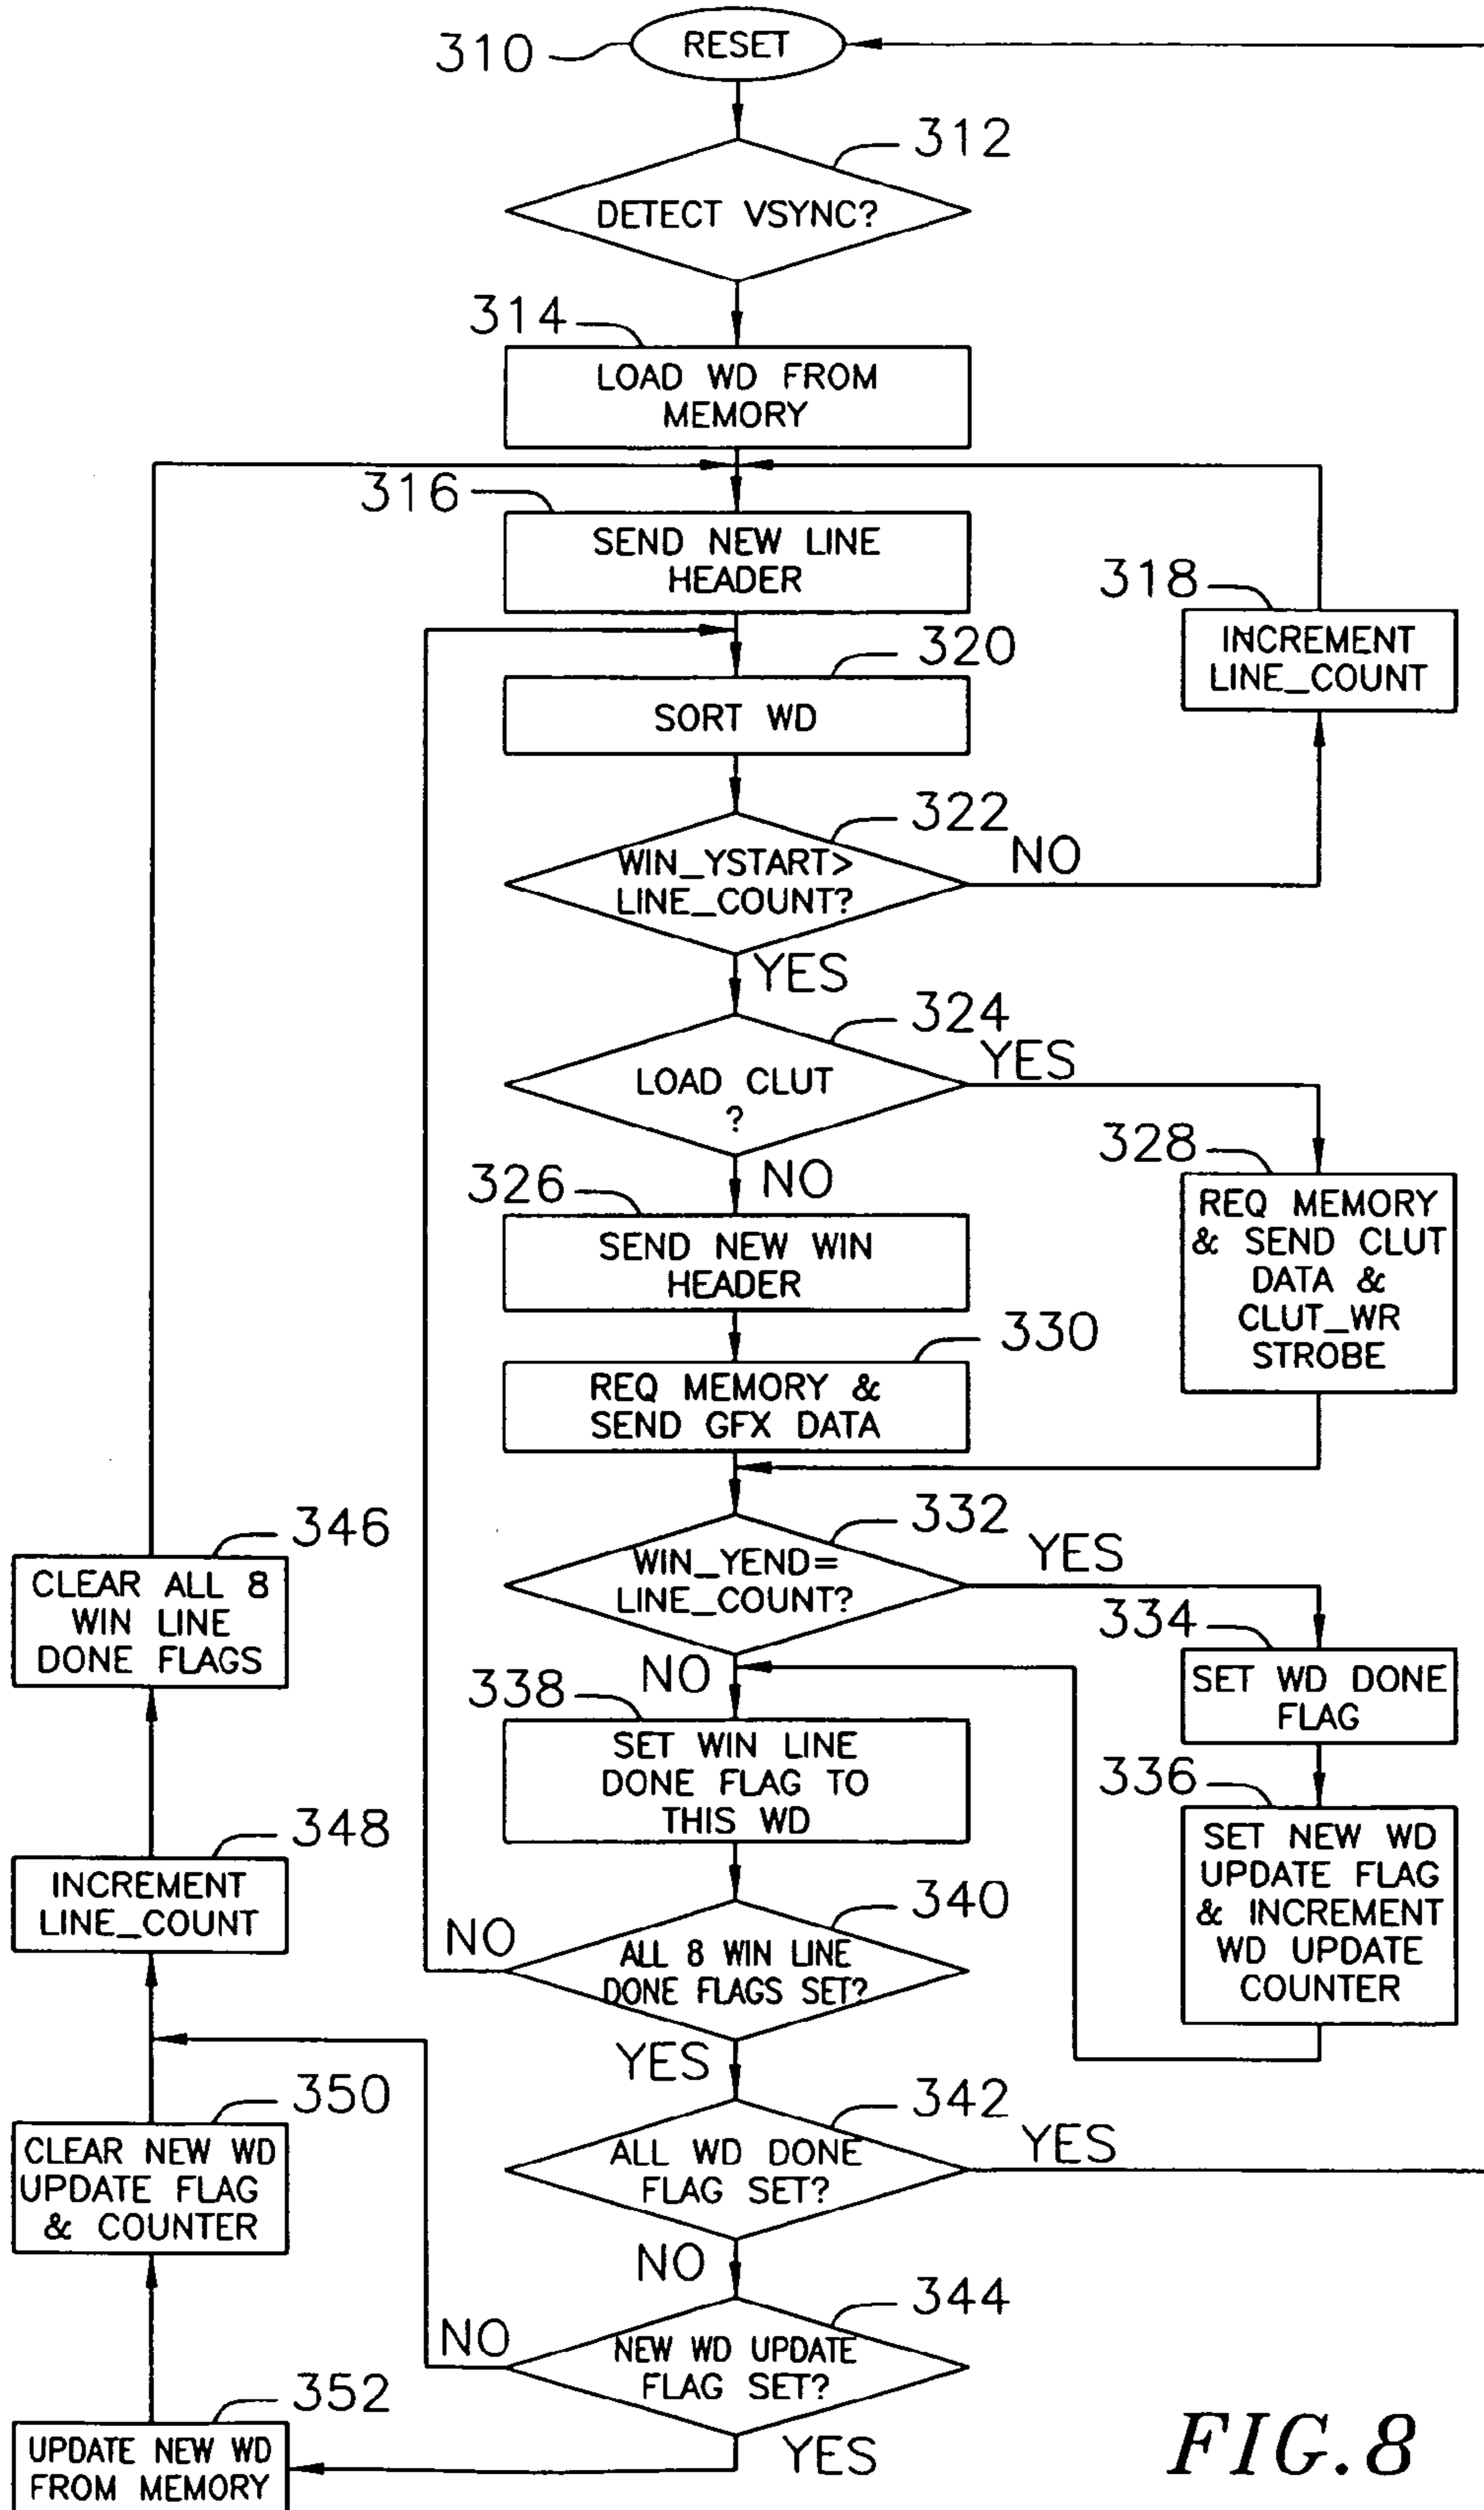 310
RESET
312
DETECT VSYNC?
314
LOAD WD FROM
MEMORY
316
SEND NEW LINE
HEADER
318
INCREMENT
LINE_COUNT
320
SORT WD
322
WIN_YSTART>
LINE_COUNT?
NO
YES
324
LOAD CLUT
?
YES
NO
326
SEND NEW WIN
HEADER
328
REQ MEMORY
& SEND CLUT
DATA &
CLUT_WR
STROBE
330
REQ MEMORY &
SEND GFX DATA
332
WIN_YEND=
LINE_COUNT?
YES
NO
334
SET WD DONE
FLAG
336
SET NEW WD
UPDATE FLAG
& INCREMENT
WD UPDATE
COUNTER
338
SET WIN LINE
DONE FLAG TO
THIS WD
340
ALL 8 WIN LINE
DONE FLAGS SET?
NO
YES
342
ALL WD DONE
FLAG SET?
YES
NO
344
NEW WD UPDATE
FLAG SET?
NO
YES
346
CLEAR ALL 8
WIN LINE
DONE FLAGS
348
INCREMENT
LINE_COUNT
350
CLEAR NEW WD
UPDATE FLAG
& COUNTER
352
UPDATE NEW WD
FROM MEMORY
FIG. 8